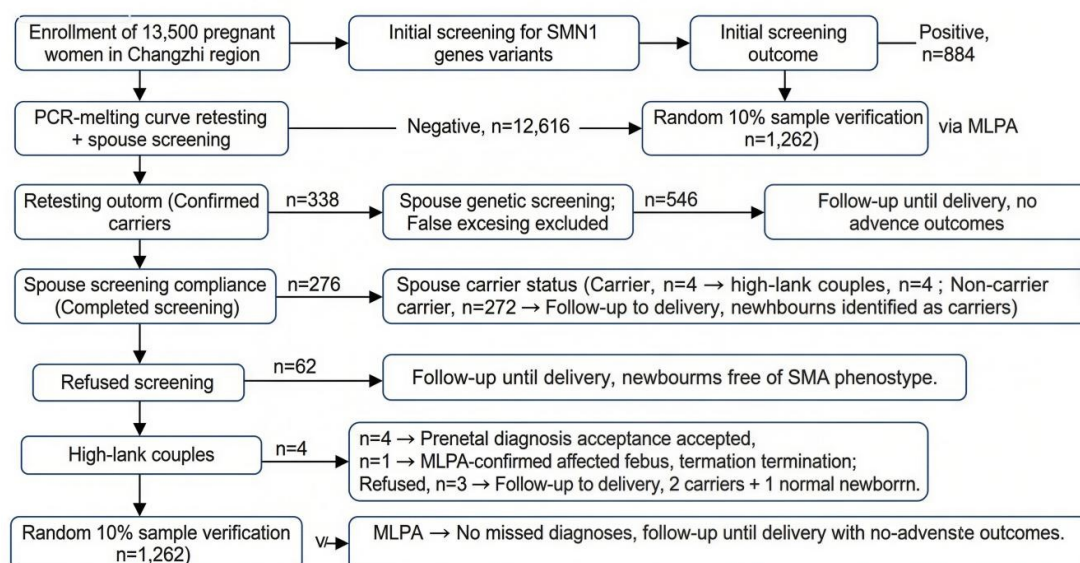 Enrollment of 13,500 pregnant
women in Changzhi region
Initial screening for SMN1
genes variants
Initial screening
outcome
Positive,
n=884
PCR-melting curve retesting
+ spouse screening
Negative, n=12,616
Random 10% sample verification
n=1,262)
via MLPA
Retesting outorm (Confirmed
carriers
n=338
Spouse genetic screening;
False excesing excluded
n=546
Follow-up until delivery, no
advence outcomes
Spouse screening compliance
(Completed screening)
n=276
Spouse carrier status (Carrier, n=4 → high-lank couples, n=4 ; Non-carrier
carrier, n=272 → Follow-up to delivery, newhbourns identified as carriers)
Refused screening
n=62
Follow-up until delivery, newbourms free of SMA phenostype.
High-lank couples
n=4
n=4 → Prenetal diagnosis acceptance accepted,
n=1 → MLPA-confirmed affected febus, termation termination;
Refused, n=3 → Follow-up to delivery, 2 carriers + 1 normal newborrn.
Random 10% sample verification
n=1,262)
MLPA → No missed diagnoses, follow-up until delivery with no-advenste outcomes.